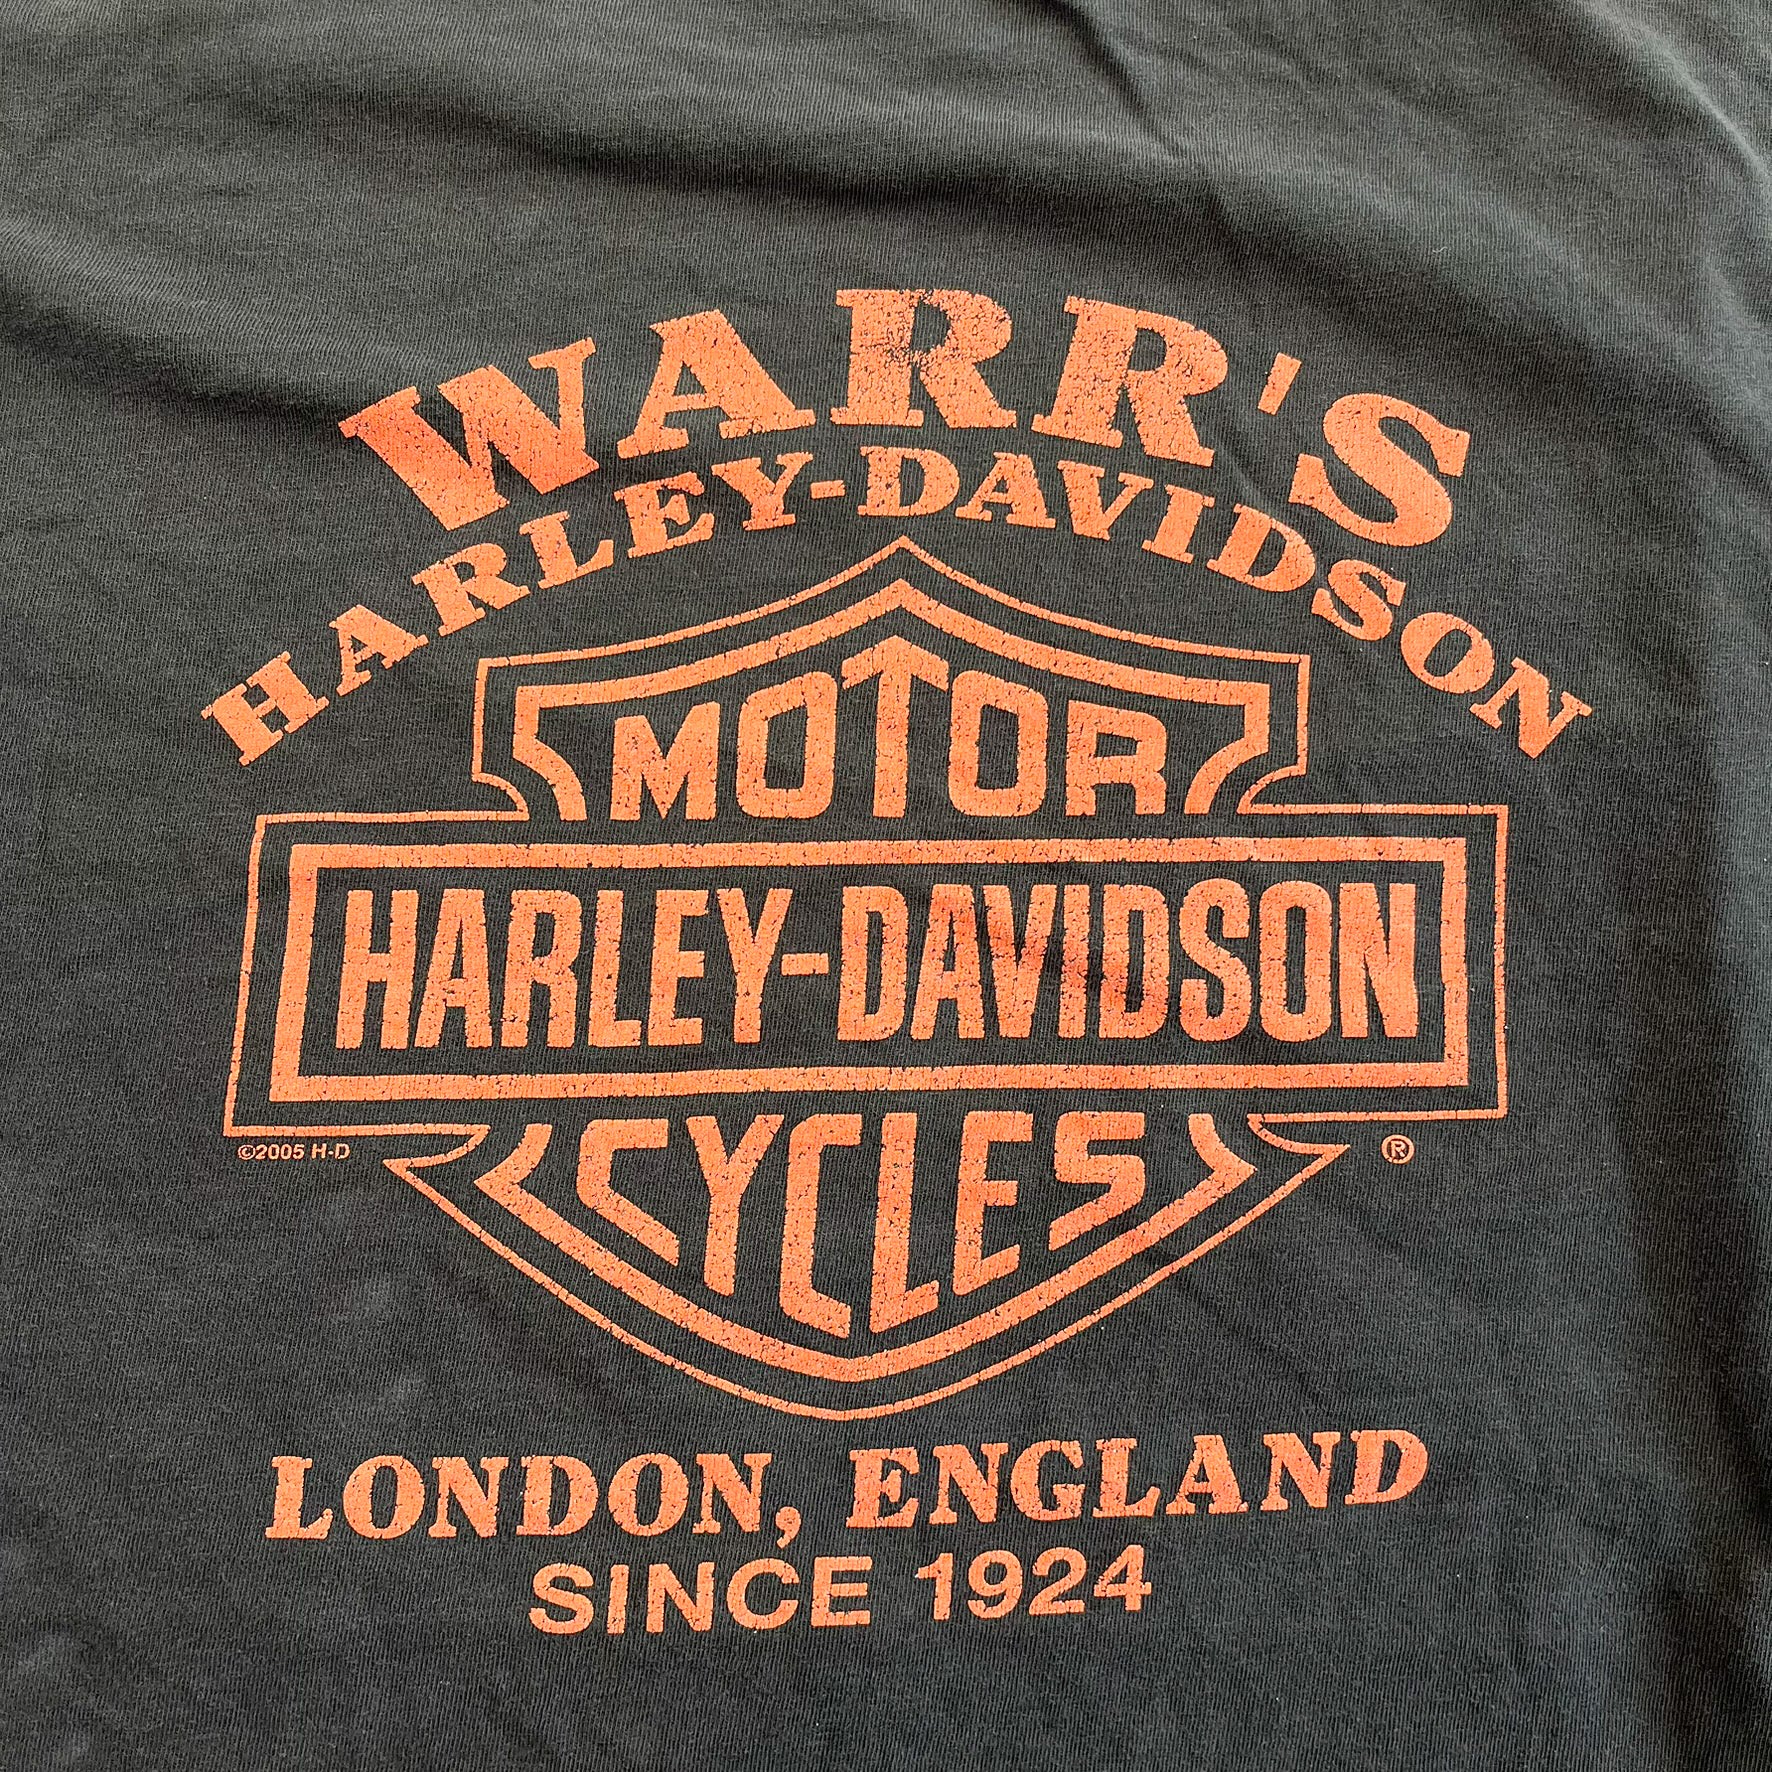 WARR'S
HARLEY-DAVIDSON
MOTOR
HARLEY-DAVIDSON
CYCLES
©2005 H-D ®
LONDON, ENGLAND
SINCE 1924